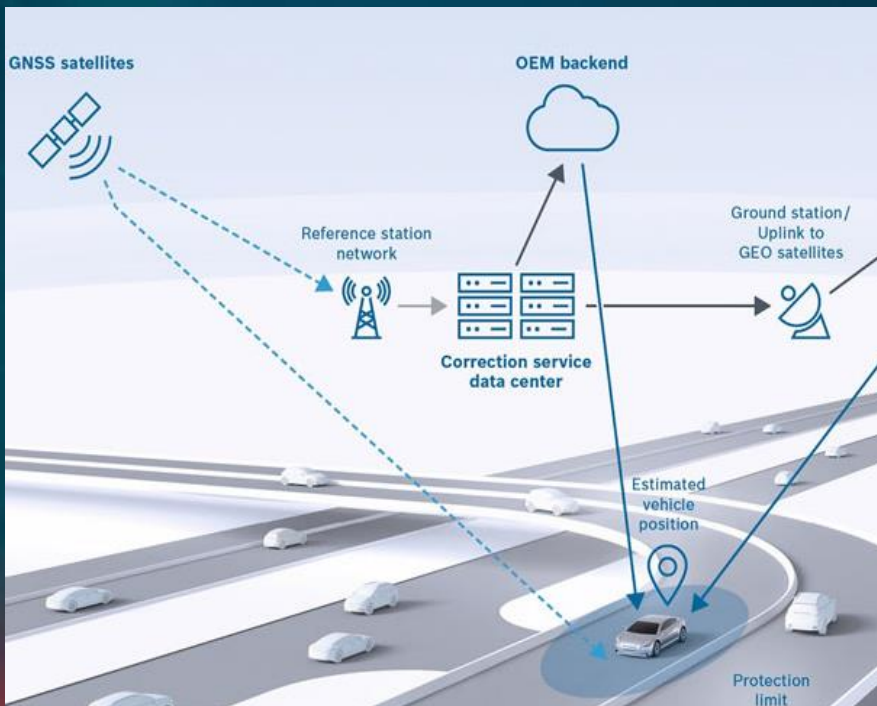 GNSS satellites
OEM backend
Ground station/
Uplink to
GEO satellites
Reference station
network
Correction service
data center
Estimated
vehicle
position
Protection
limit